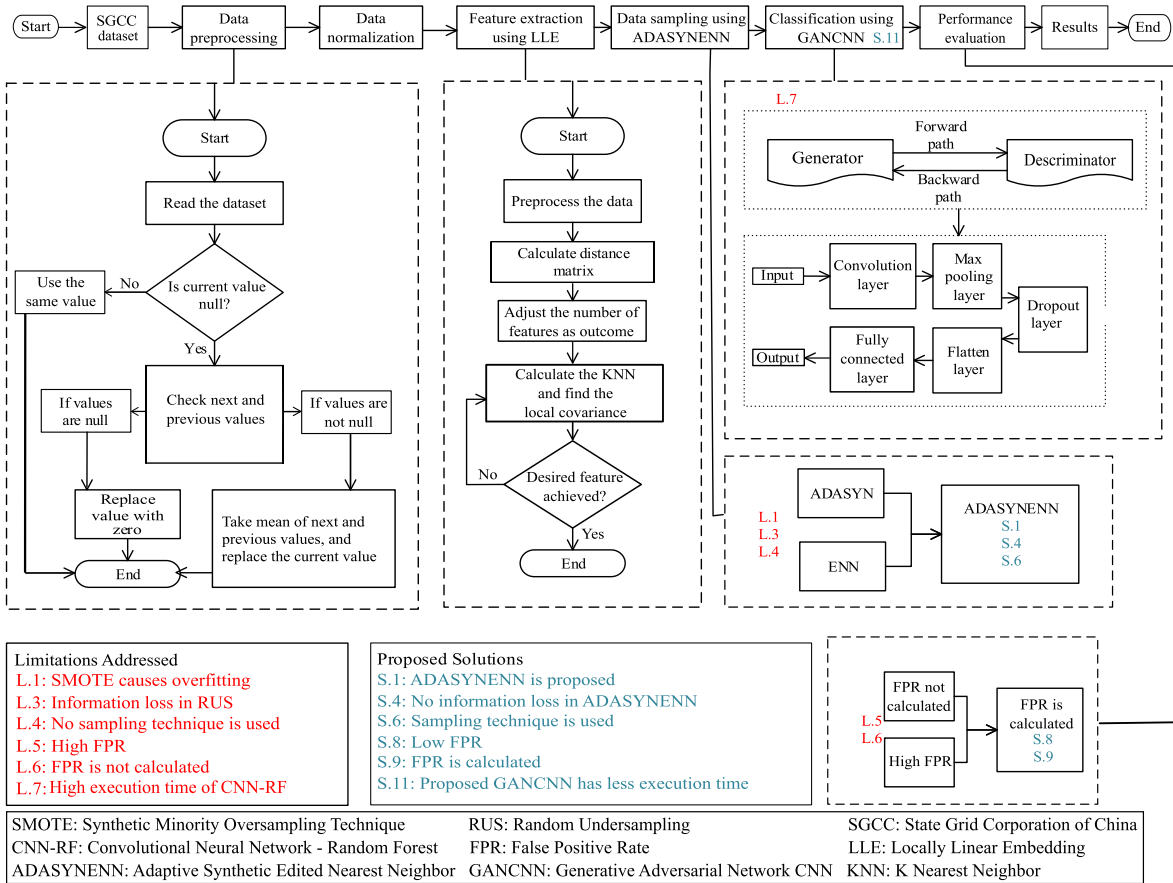 Start
SGCC
dataset
Data
preprocessing
Data
normalization
Feature extraction
using LLE
Data sampling using
ADASYNENN
Classification using
GANCNN S.11
Performance
evaluation
Results
End
Start
Read the dataset
Is current value
null?
No
Use the
same value
Yes
Check next and
previous values
If values
are null
If values are
not null
Replace
value with
zero
Take mean of next and
previous values, and
replace the current value
End
Start
Preprocess the data
Calculate distance
matrix
Adjust the number of
features as outcome
Calculate the KNN
and find the
local covariance
No
Desired feature
achieved?
Yes
End
L.7
Generator
Forward
path
Backward
path
Descriminator
Input
Convolution
layer
Max
pooling
layer
Dropout
layer
Flatten
layer
Fully
connected
layer
Output
L.1
L.3
L.4
ADASYN
ENN
ADASYNENN
S.1
S.4
S.6
L.5
L.6
FPR not
calculated
High FPR
FPR is
calculated
S.8
S.9
Limitations Addressed
L.1: SMOTE causes overfitting
L.3: Information loss in RUS
L.4: No sampling technique is used
L.5: High FPR
L.6: FPR is not calculated
L.7: High execution time of CNN-RF
Proposed Solutions
S.1: ADASYNENN is proposed
S.4: No information loss in ADASYNENN
S.6: Sampling technique is used
S.8: Low FPR
S.9: FPR is calculated
S.11: Proposed GANCNN has less execution time
SMOTE: Synthetic Minority Oversampling Technique
RUS: Random Undersampling
SGCC: State Grid Corporation of China
CNN-RF: Convolutional Neural Network - Random Forest
FPR: False Positive Rate
LLE: Locally Linear Embedding
ADASYNENN: Adaptive Synthetic Edited Nearest Neighbor
GANCNN: Generative Adversarial Network CNN
KNN: K Nearest Neighbor